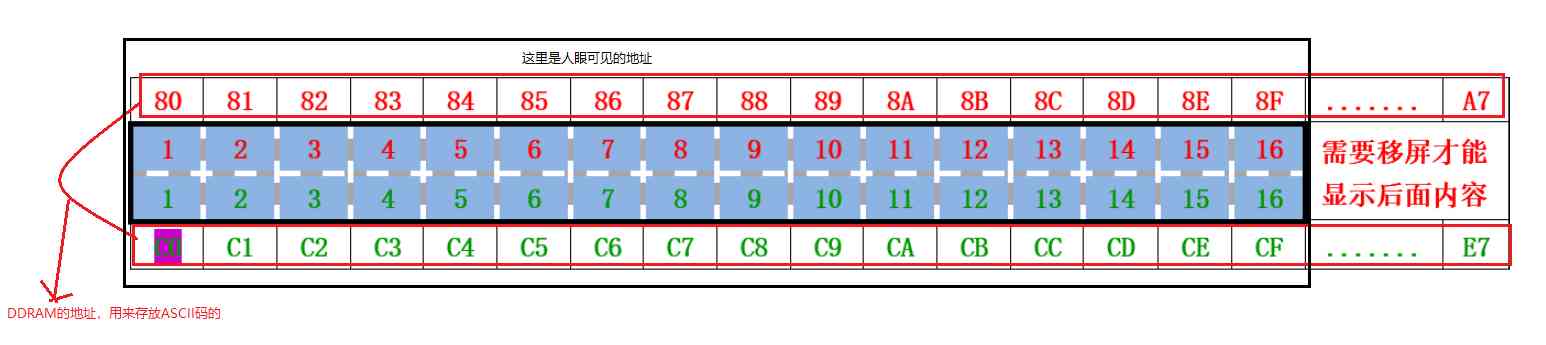 这里是人眼可见的地址
80 81 82 83 84 85 86 87 88 89 8A 8B 8C 8D 8E 8F ....... A7
1 2 3 4 5 6 7 8 9 10 11 12 13 14 15 16 需要移屏才能
1 2 3 4 5 6 7 8 9 10 11 12 13 14 15 16 显示后面内容
C0 C1 C2 C3 C4 C5 C6 C7 C8 C9 CA CB CC CD CE CF ....... E7
DDRAM的地址，用来存放ASCII码的